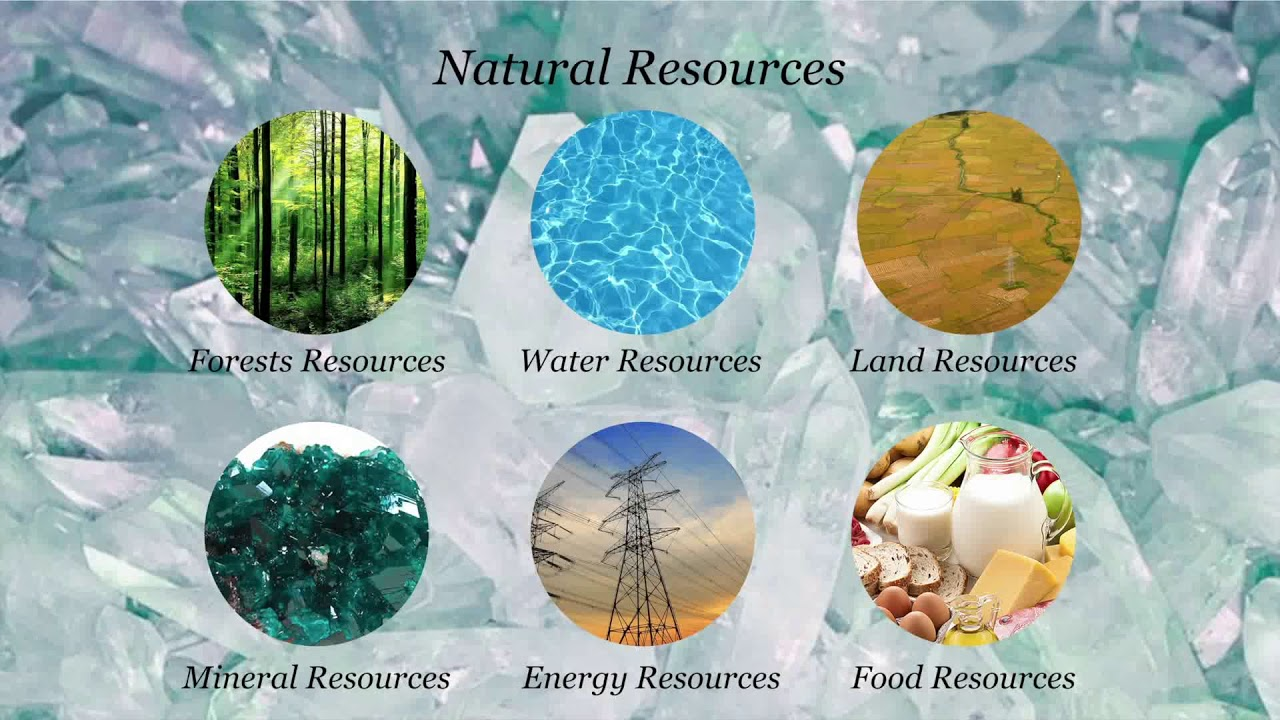 Natural Resources
Forests Resources
Water Resources
Land Resources
Mineral Resources
Energy Resources
Food Resources